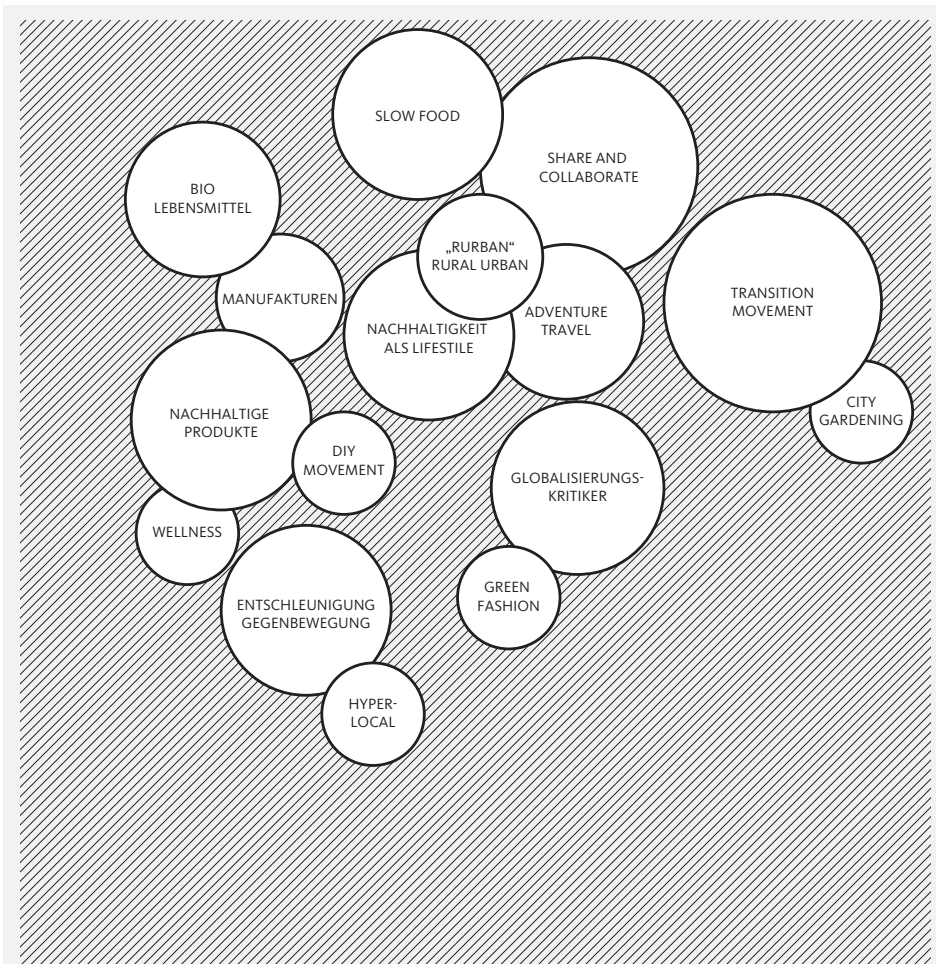 SLOW FOOD
SHARE AND
COLLABORATE
BIO
LEBENSMITTEL
„RURBAN“
RURAL URBAN
MANUFAKTUREN
TRANSITION
MOVEMENT
ADVENTURE
TRAVEL
NACHHALTIGKEIT
ALS LIFESTILE
NACHHALTIGE
PRODUKTE
CITY
GARDENING
DIY
MOVEMENT
GLOBALISIERUNGS-
KRITIKER
WELLNESS
GREEN
FASHION
ENTSCHLEUNIGUNG
GEGENBEWEGUNG
HYPER-
LOCAL